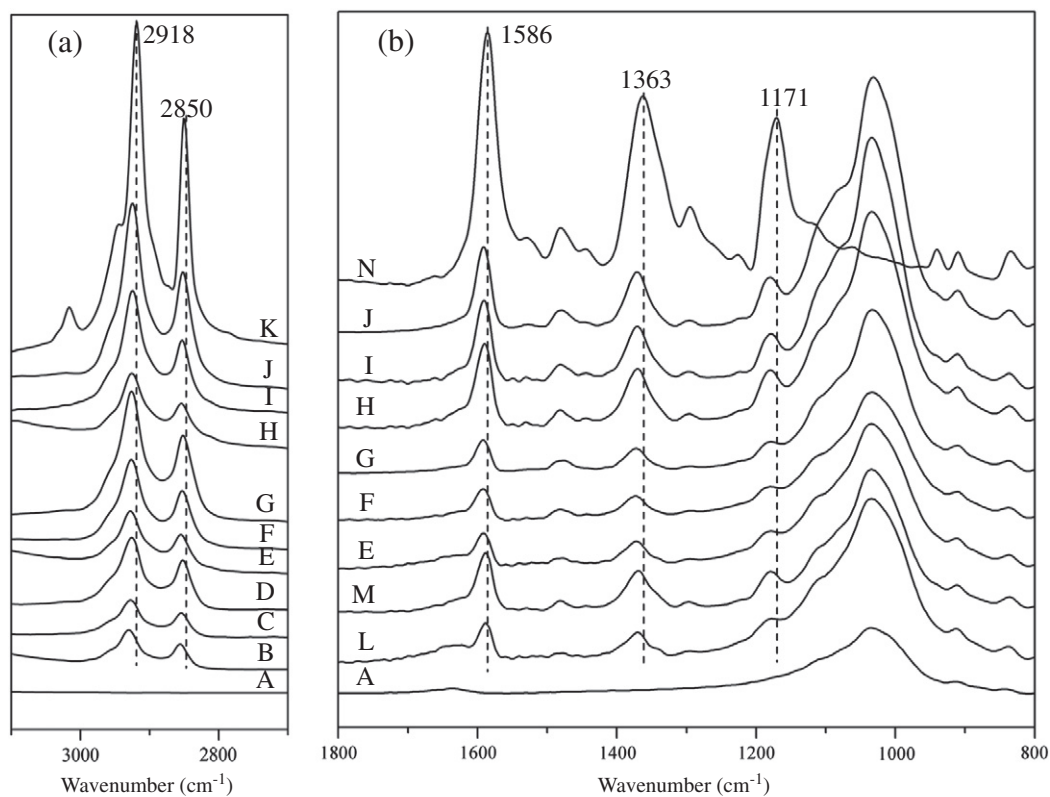 (a)
2918
2850
K
J
I
H
G
F
E
D
C
B
A
3000
2800
Wavenumber (cm⁻¹)
(b)
1586
1363
1171
N
J
I
H
G
F
E
M
L
A
1800
1600
1400
1200
1000
800
Wavenumber (cm⁻¹)